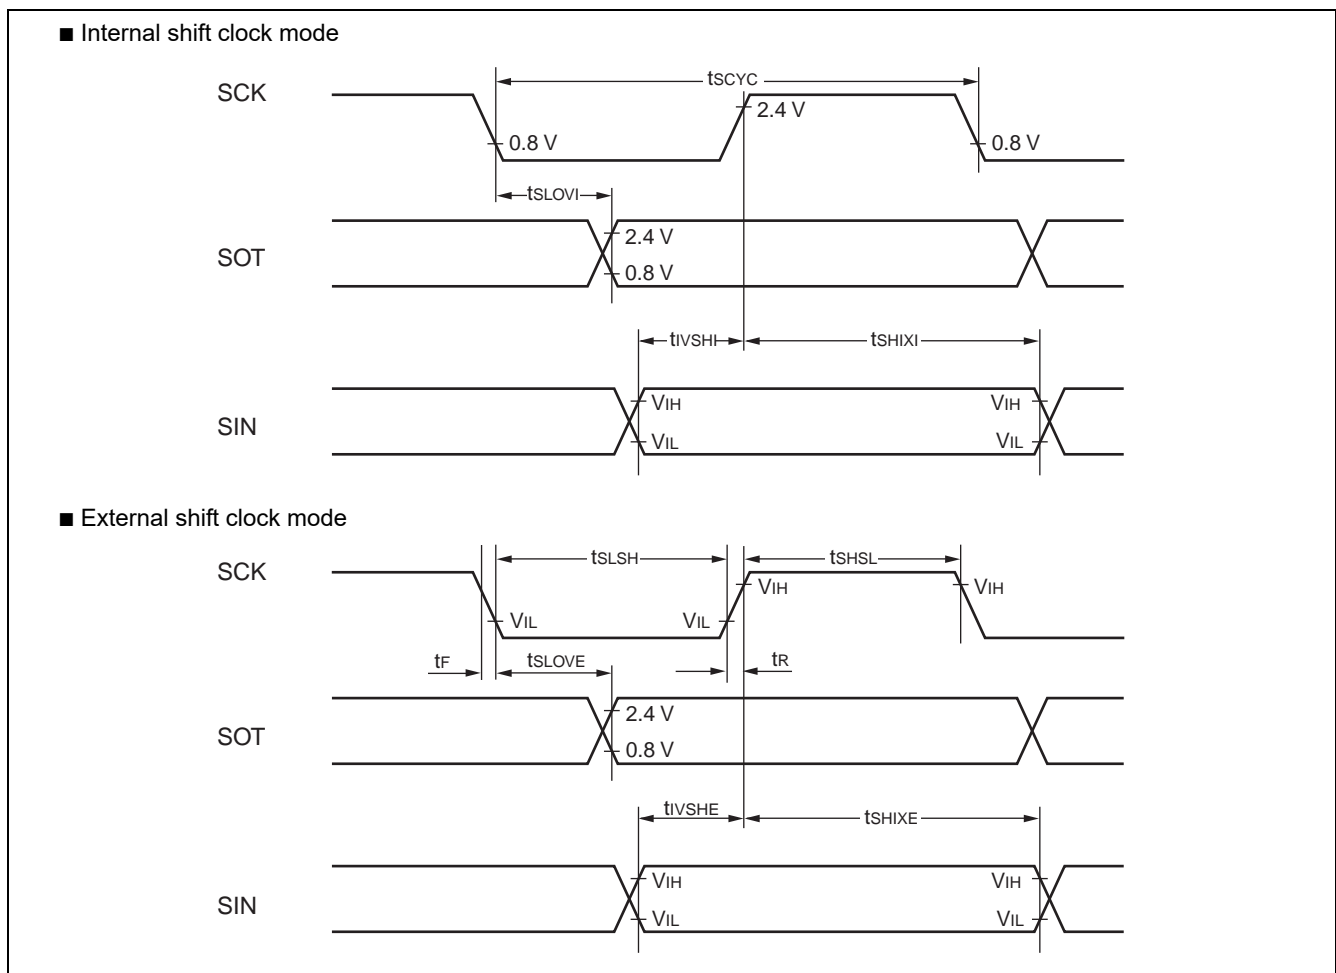 ■ Internal shift clock mode
tSCYC
SCK
2.4 V
0.8 V
0.8 V
tSLOVI
2.4 V
SOT
0.8 V
tIVSHI
tSHIXI
VIH
VIH
SIN
VIL
VIL
■ External shift clock mode
tSLSH
tSHSL
SCK
VIH
VIH
VIL
VIL
tF
tSLOVE
tR
2.4 V
SOT
0.8 V
tIVSHE
tSHIXE
VIH
VIH
SIN
VIL
VIL